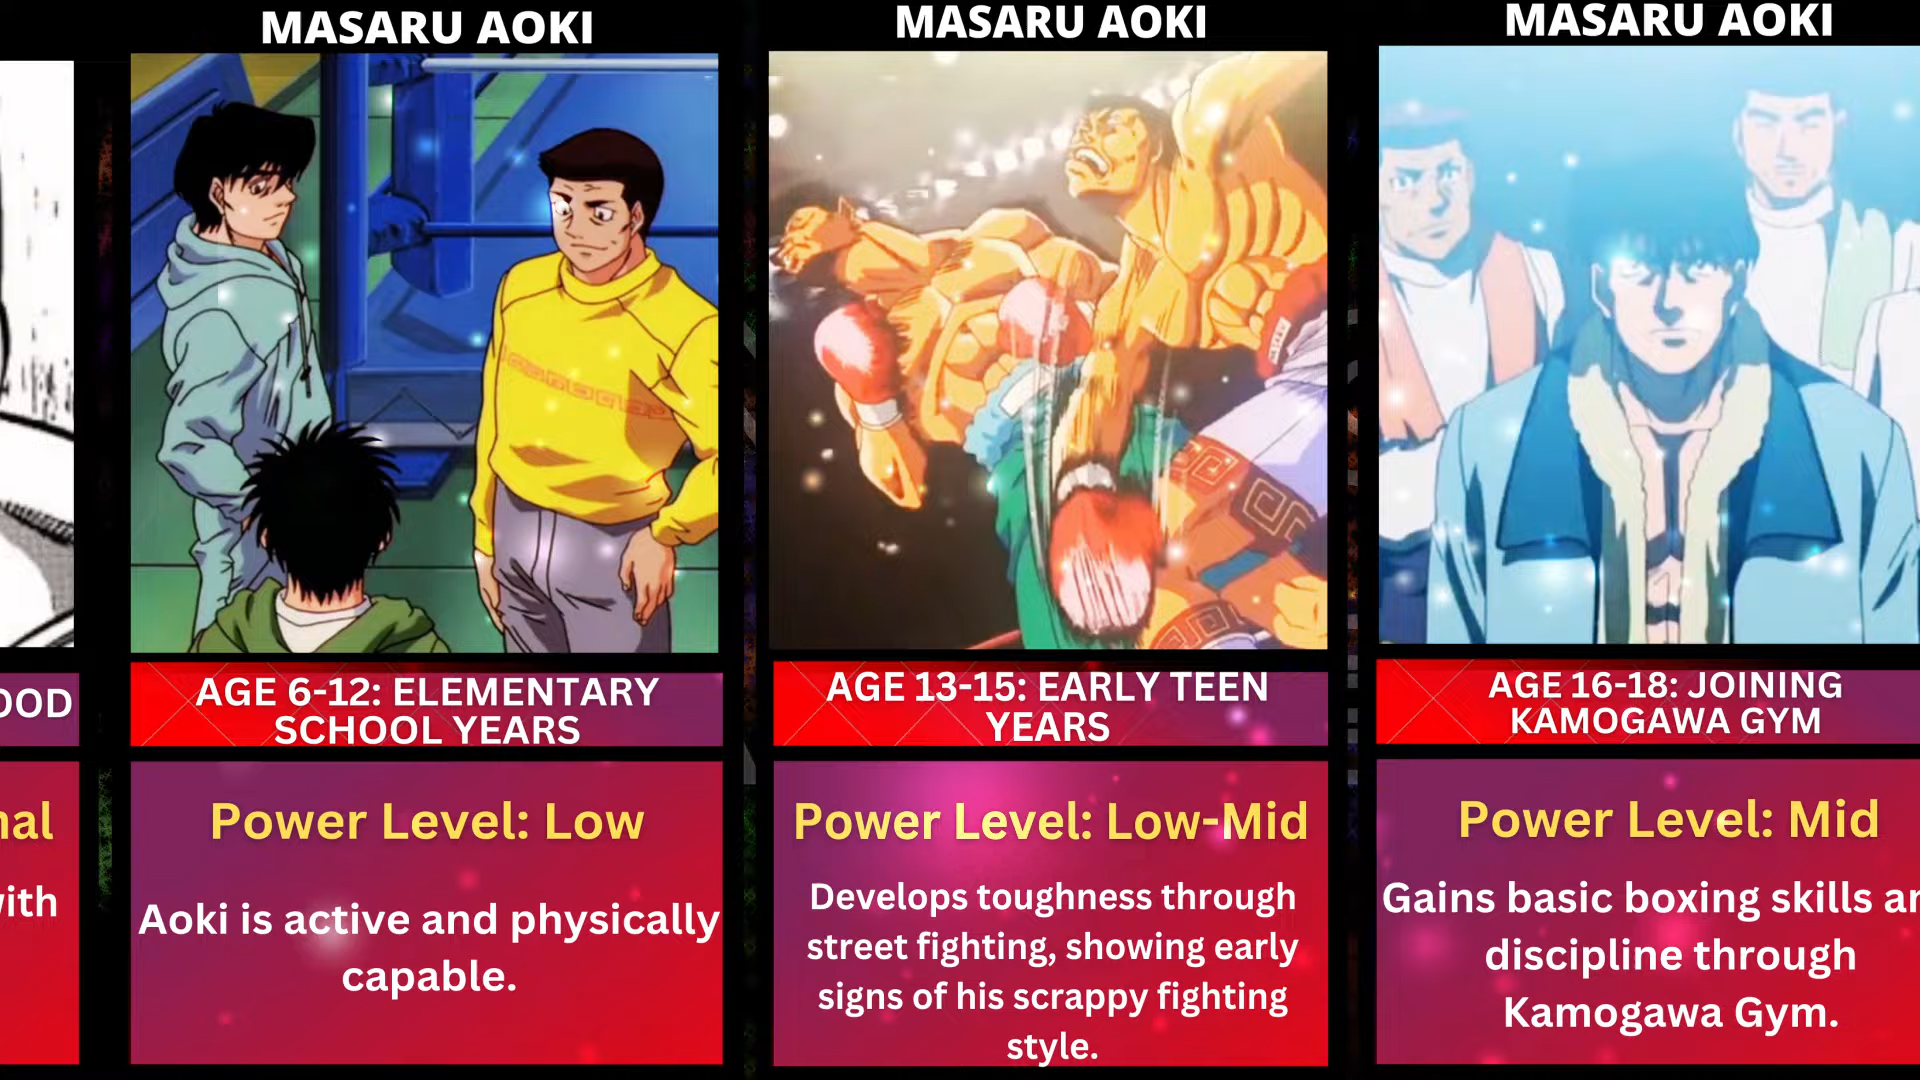 MASARU AOKI
MASARU AOKI
MASARU AOKI
OOD
AGE 6-12: ELEMENTARY
SCHOOL YEARS
AGE 13-15: EARLY TEEN
YEARS
AGE 16-18: JOINING
KAMOGAWA GYM
nal
ith
Power Level: Low
Aoki is active and physically
capable.
Power Level: Low-Mid
Develops toughness through
street fighting, showing early
signs of his scrappy fighting
style.
Power Level: Mid
Gains basic boxing skills an
discipline through
Kamogawa Gym.